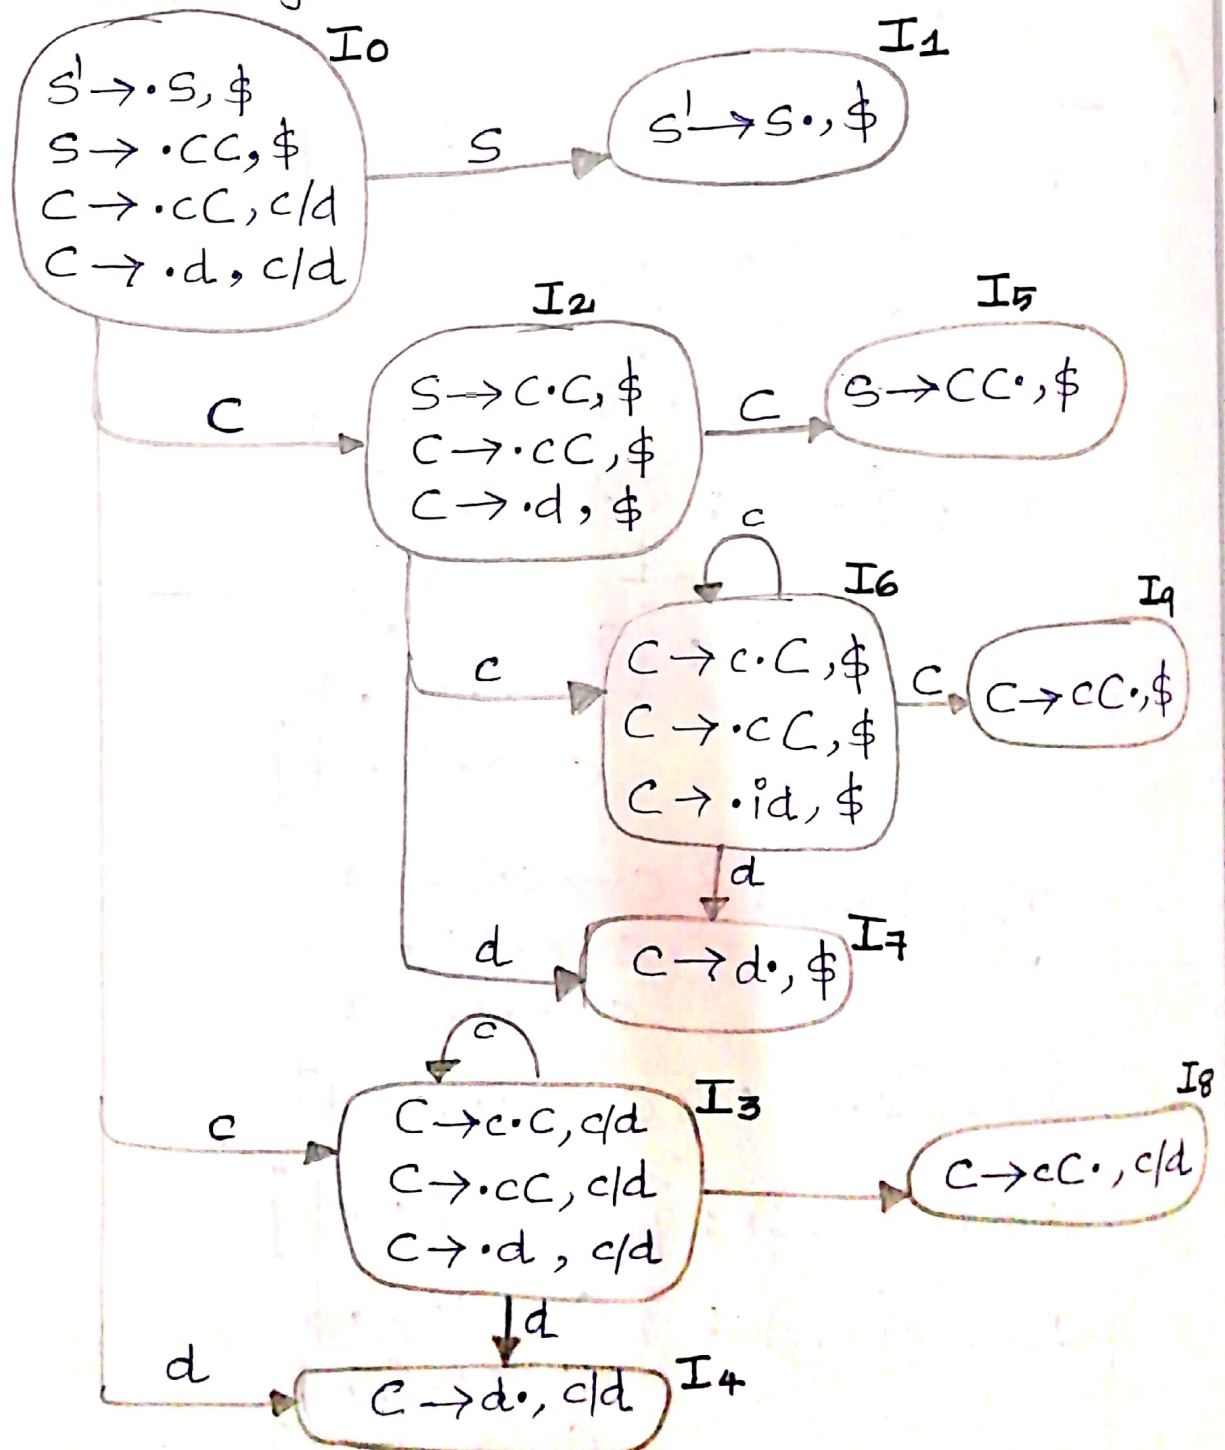 I0
S' → ·S, $
S → ·CC, $
C → ·cC, c/d
C → ·d, c/d
S
I1
S' → S·, $
C
I2
S → C·C, $
C → ·cC, $
C → ·d, $
C
I5
S → CC·, $
c
c
I6
C → c·C, $
C → ·cC, $
C → ·id, $
C
I9
C → cC·, $
d
d
I7
C → d·, $
c
c
I3
C → c·C, c/d
C → ·cC, c/d
C → ·d, c/d
I8
C → cC·, c/d
d
d
I4
C → d·, c/d